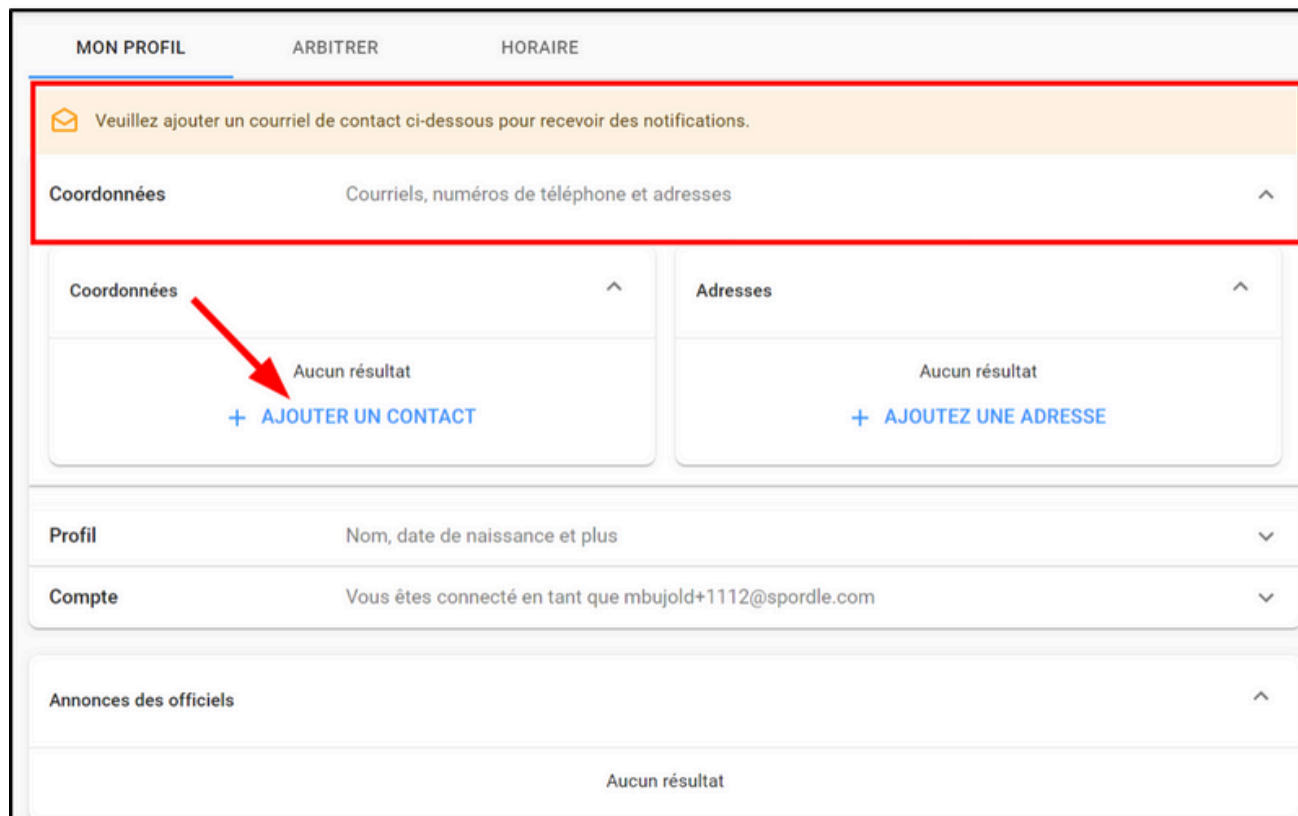 MON PROFIL ARBITRER HORAIRE
Veuillez ajouter un courriel de contact ci-dessous pour recevoir des notifications.
Coordonnées Courriels, numéros de téléphone et adresses
Coordonnées
Aucun résultat
+ AJOUTER UN CONTACT
Adresses
Aucun résultat
+ AJOUTEZ UNE ADRESSE
Profil Nom, date de naissance et plus
Compte Vous êtes connecté en tant que mbujold+1112@spordle.com
Annonces des officiels
Aucun résultat